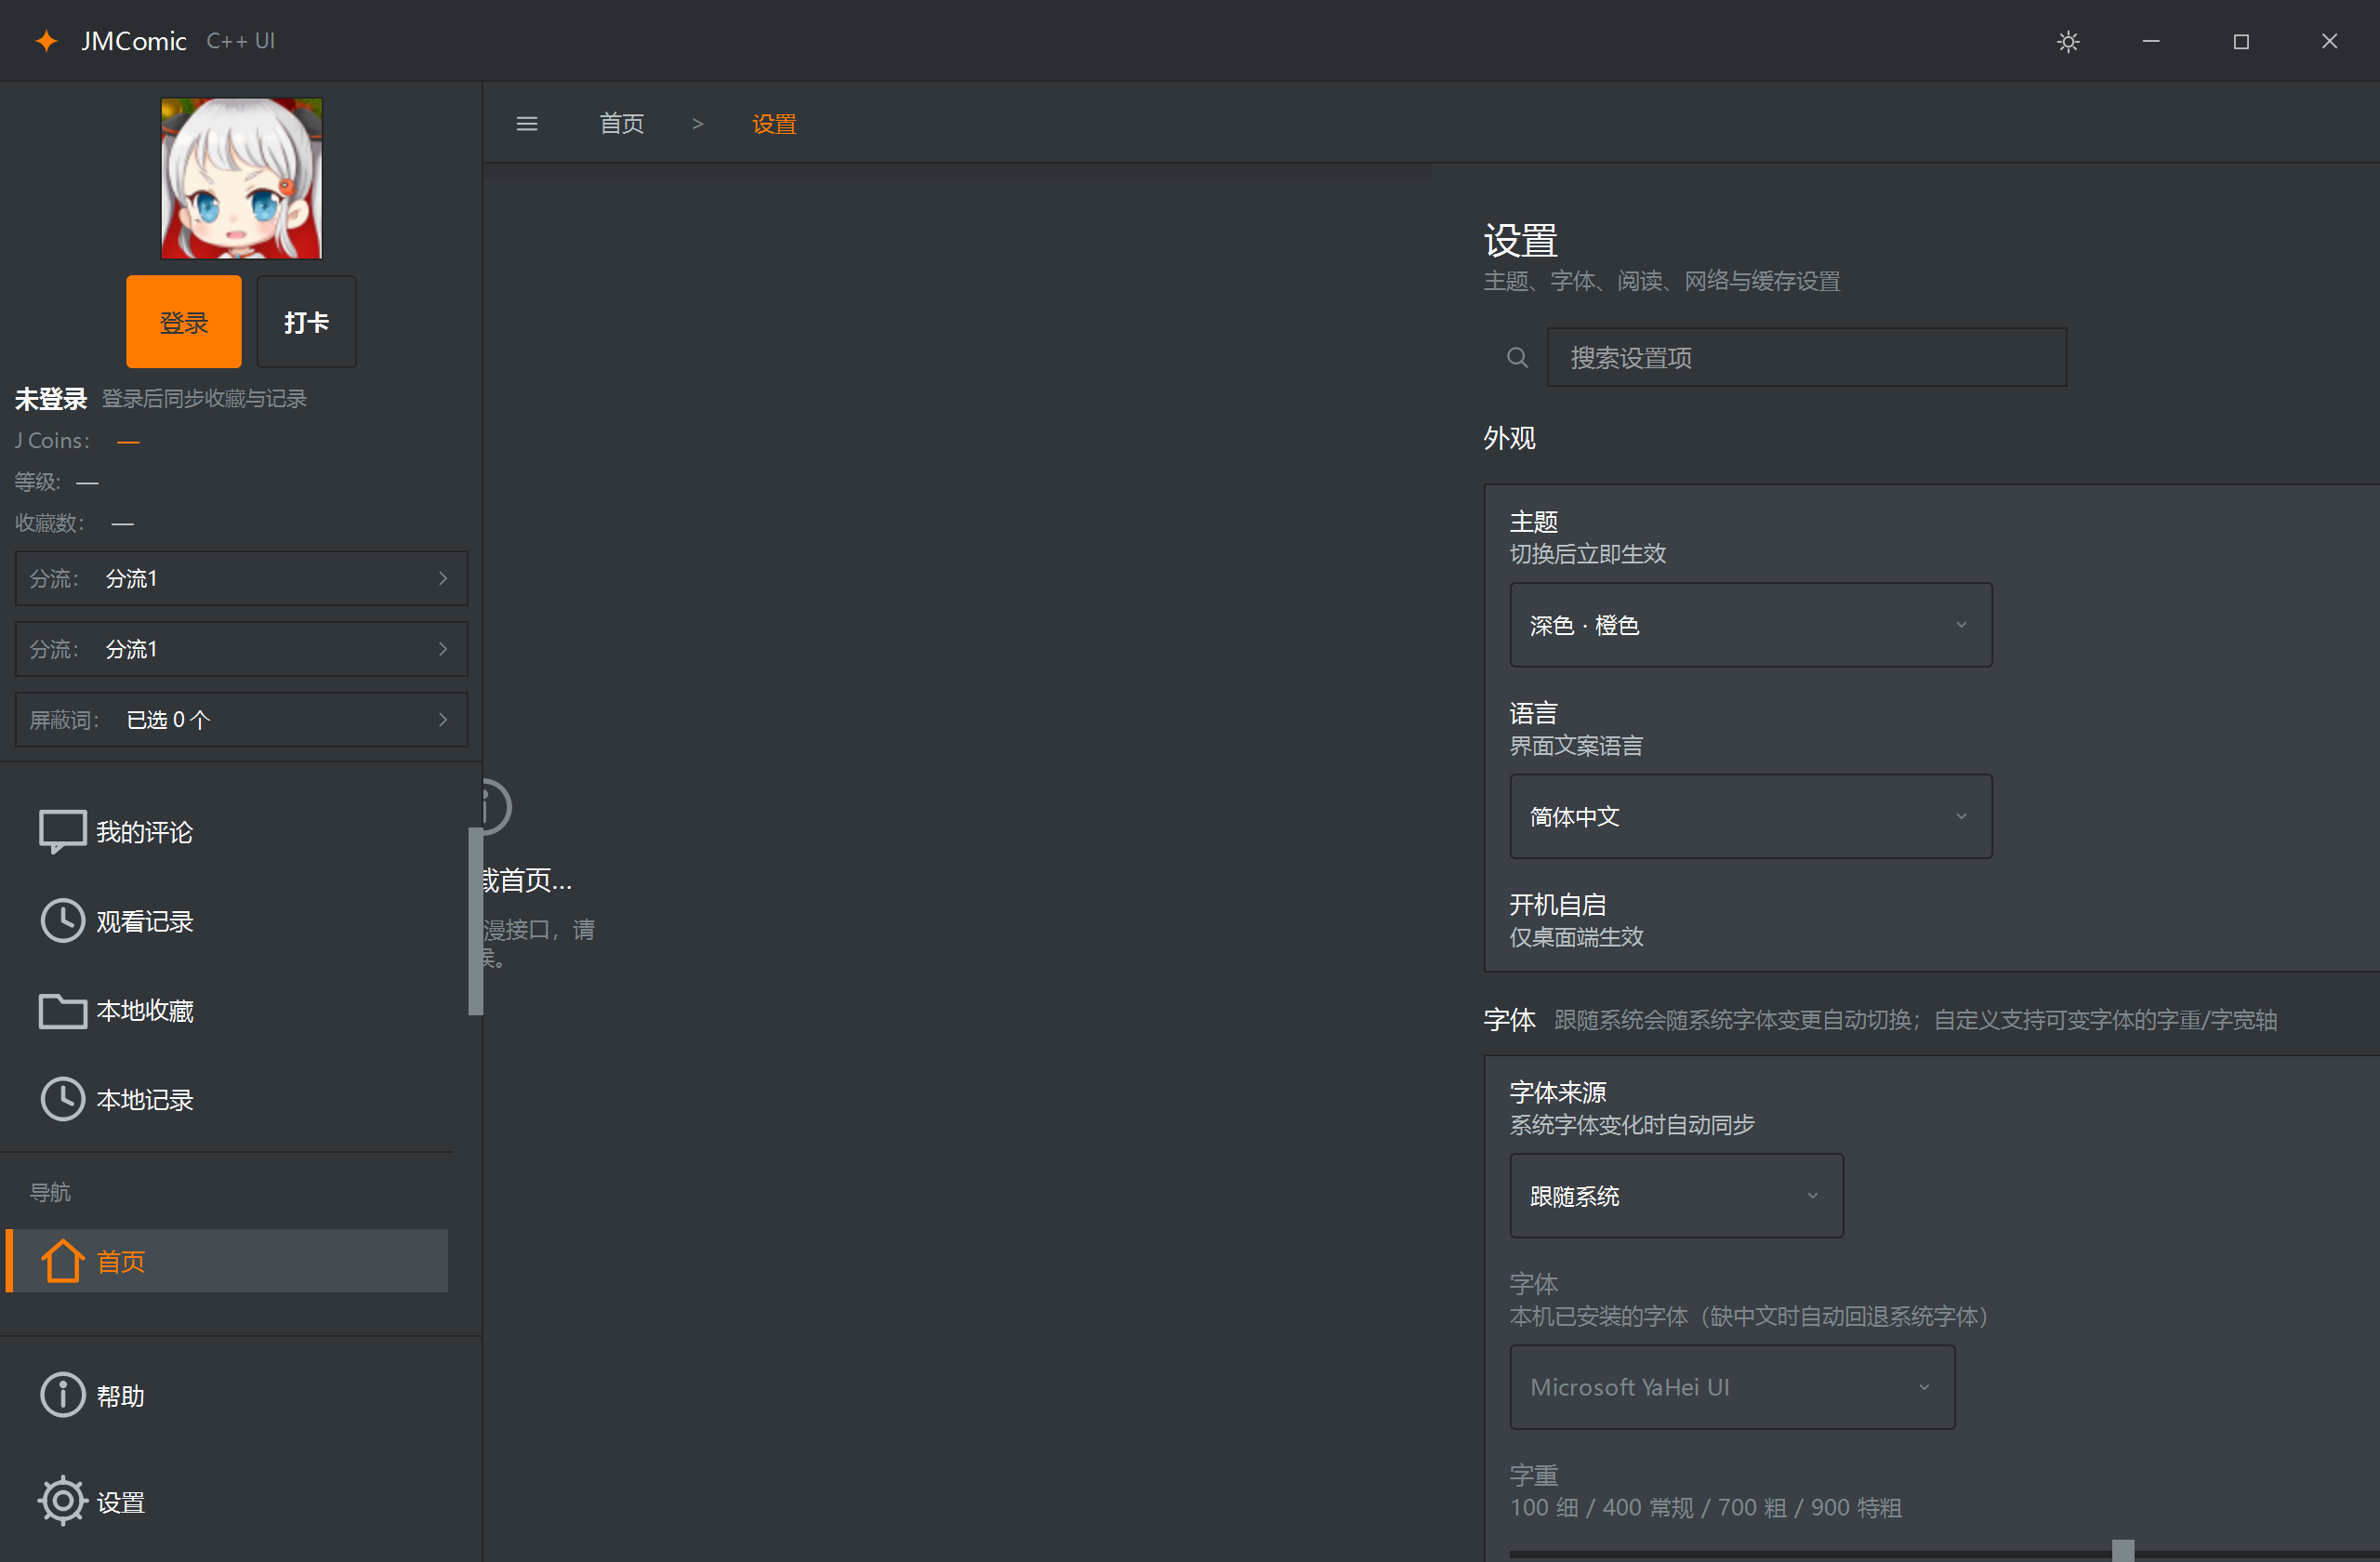 JMComic C++ UI
首页 > 设置
登录
打卡
未登录 登录后同步收藏与记录
J Coins: —
等级: —
收藏数: —
分流: 分流1
分流: 分流1
屏蔽词: 已选 0 个
我的评论
观看记录
本地收藏
本地记录
导航
首页
帮助
设置
载首页...
漫接口，请
候。
设置
主题、字体、阅读、网络与缓存设置
搜索设置项
外观
主题
切换后立即生效
深色 · 橙色
语言
界面文案语言
简体中文
开机自启
仅桌面端生效
字体 跟随系统会随系统字体变更自动切换；自定义支持可变字体的字重/字宽轴
字体来源
系统字体变化时自动同步
跟随系统
字体
本机已安装的字体（缺中文时自动回退系统字体）
Microsoft YaHei UI
字重
100 细 / 400 常规 / 700 粗 / 900 特粗